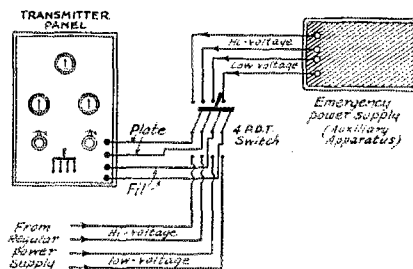 TRANSMITTER
PANEL
Hi-voltage
Low voltage
Emergency
power supply
(Auxiliary
Apparatus)
Plate
4 P.D.T.
Switch
Fil.
From
Regular
power
supply
Hi-voltage
low-voltage